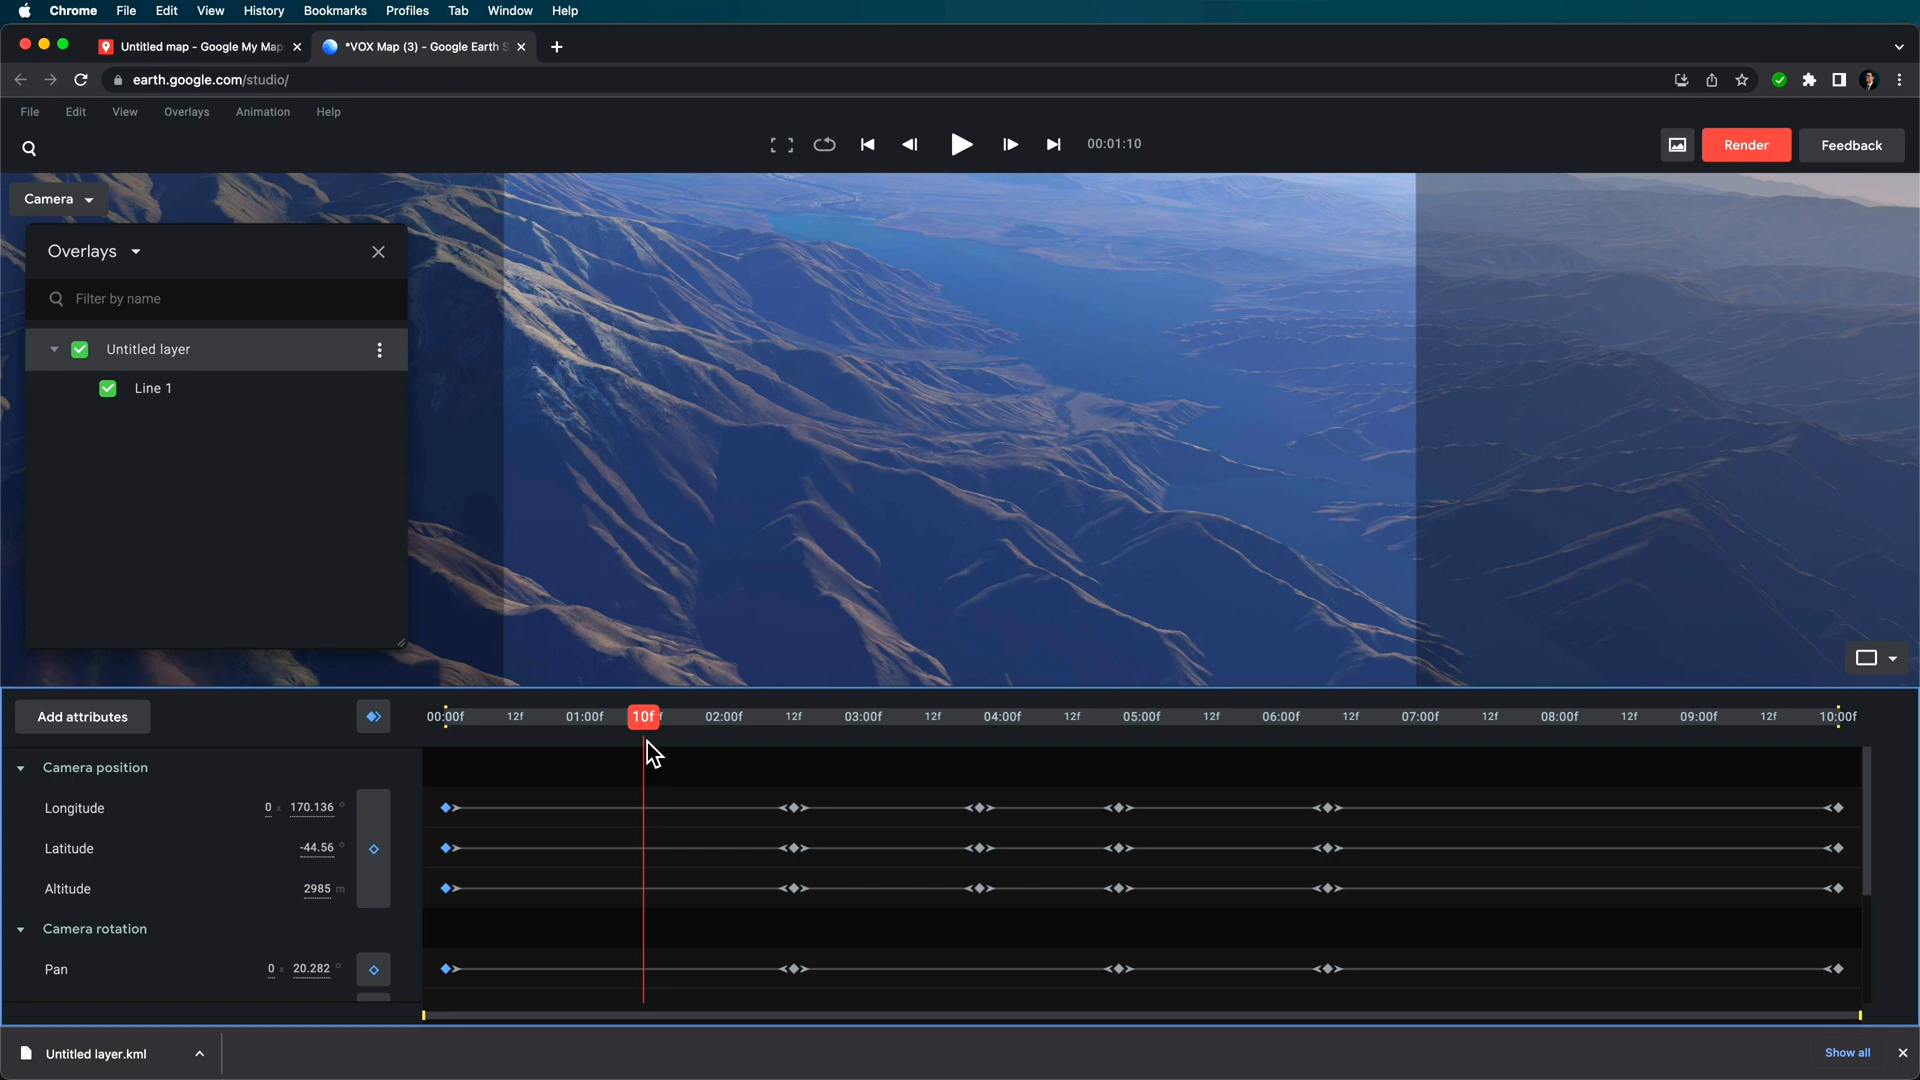 Chrome File Edit View History Bookmarks Profiles Tab Window Help
Untitled map - Google My Map
*VOX Map (3) - Google Earth S
earth.google.com/studio/
File Edit View Overlays Animation Help
00:01:10
Render
Feedback
Camera
Overlays
Filter by name
Untitled layer
Line 1
Add attributes
00:00f 12f 01:00f 10f 02:00f 12f 03:00f 12f 04:00f 12f 05:00f 12f 06:00f 12f 07:00f 12f 08:00f 12f 09:00f 12f 10:00f
Camera position
Longitude 0 x 170.136 °
Latitude -44.56 °
Altitude 2985 m
Camera rotation
Pan 0 x 20.282 °
Untitled layer.kml
Show all